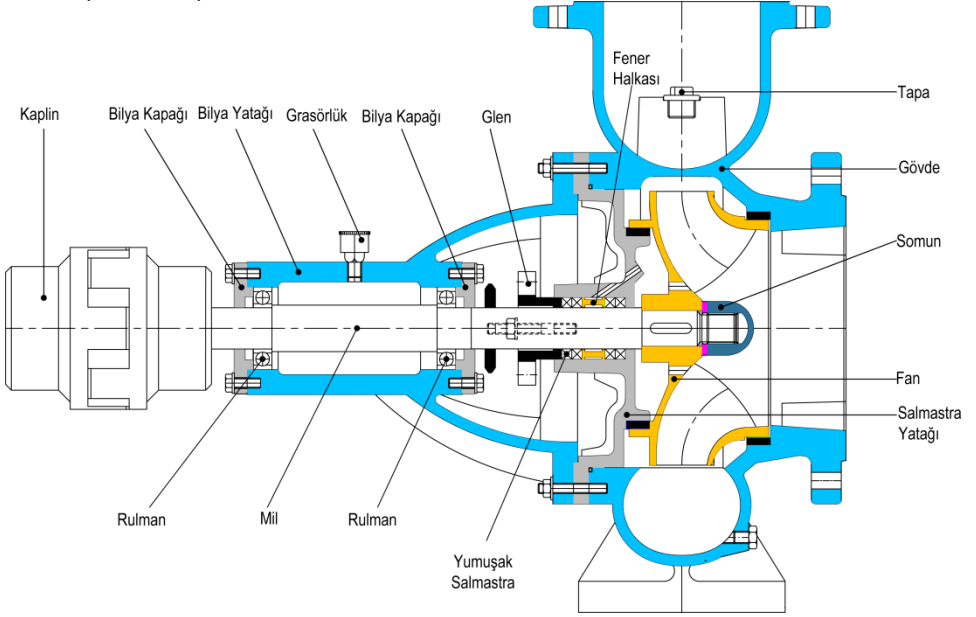 Fener
Halkası
Tapa
Kaplin
Bilya Kapağı
Bilya Yatağı
Grasörlük
Bilya Kapağı
Glen
Gövde
Somun
Fan
Salmastra
Yatağı
Rulman
Mil
Rulman
Yumuşak
Salmastra